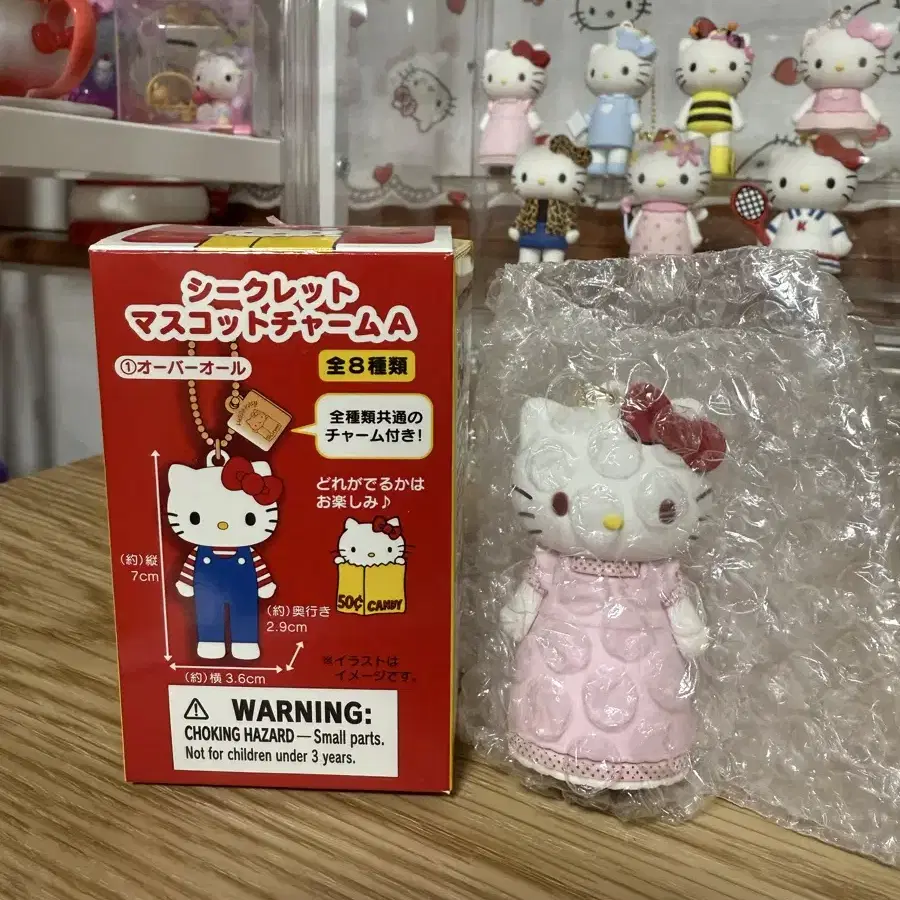 シークレット
マスコットチャームA
①オーバーオール
全8種類
全種類共通の
チャーム付き!
どれがでるかは
お楽しみ♪
(約)縦
7cm
50¢ CANDY
(約)奥行き
2.9cm
(約)横3.6cm
※イラストは
イメージです。
⚠ WARNING:
CHOKING HAZARD—Small parts.
Not for children under 3 years.
K